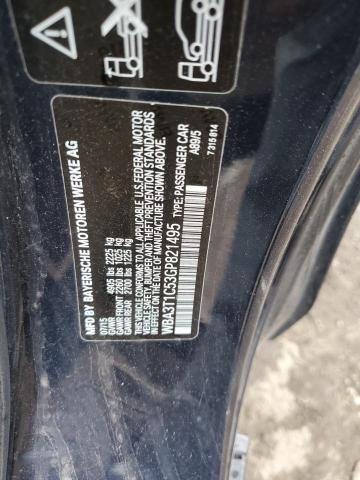 MFD BY BAYERISCHE MOTOREN WERKE AG
07/15
GVWR 4905 lbs 2225 kg
GAWR FRONT 2260 lbs 1025 kg
GAWR REAR 2700 lbs 1225 kg
THIS VEHICLE CONFORMS TO ALL APPLICABLE U.S. FEDERAL MOTOR
VEHICLE SAFETY, BUMPER AND THEFT PREVENTION STANDARDS
IN EFFECT ON THE DATE OF MANUFACTURE SHOWN ABOVE.
WBA3T1C53GP821495 TYPE: PASSENGER CAR
A89/5
7 315 814